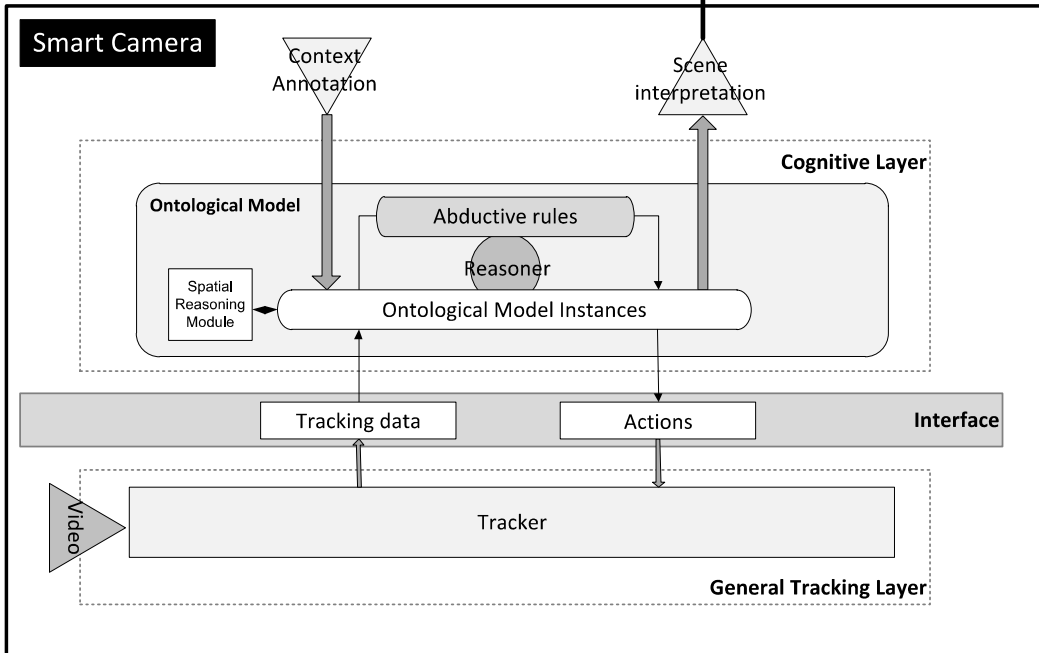 Smart Camera
Context
Annotation
Scene
interpretation
Cognitive Layer
Ontological Model
Abductive rules
Reasoner
Spatial
Reasoning
Module
Ontological Model Instances
Tracking data
Actions
Interface
Video
Tracker
General Tracking Layer